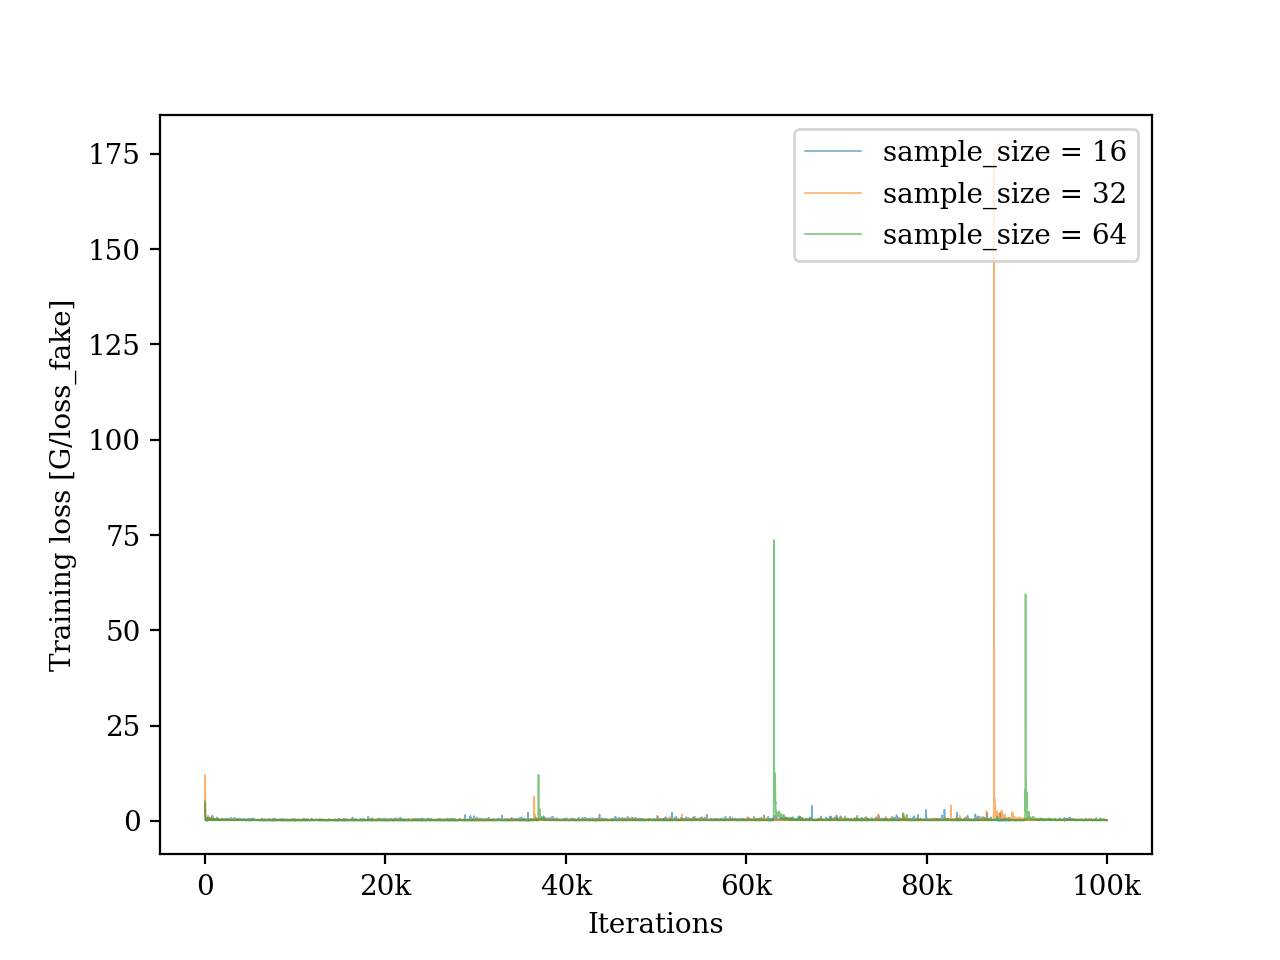 sample_size = 16
sample_size = 32
sample_size = 64
175
150
125
100
75
50
25
0
Training loss [G/loss_fake]
0 20k 40k 60k 80k 100k
Iterations